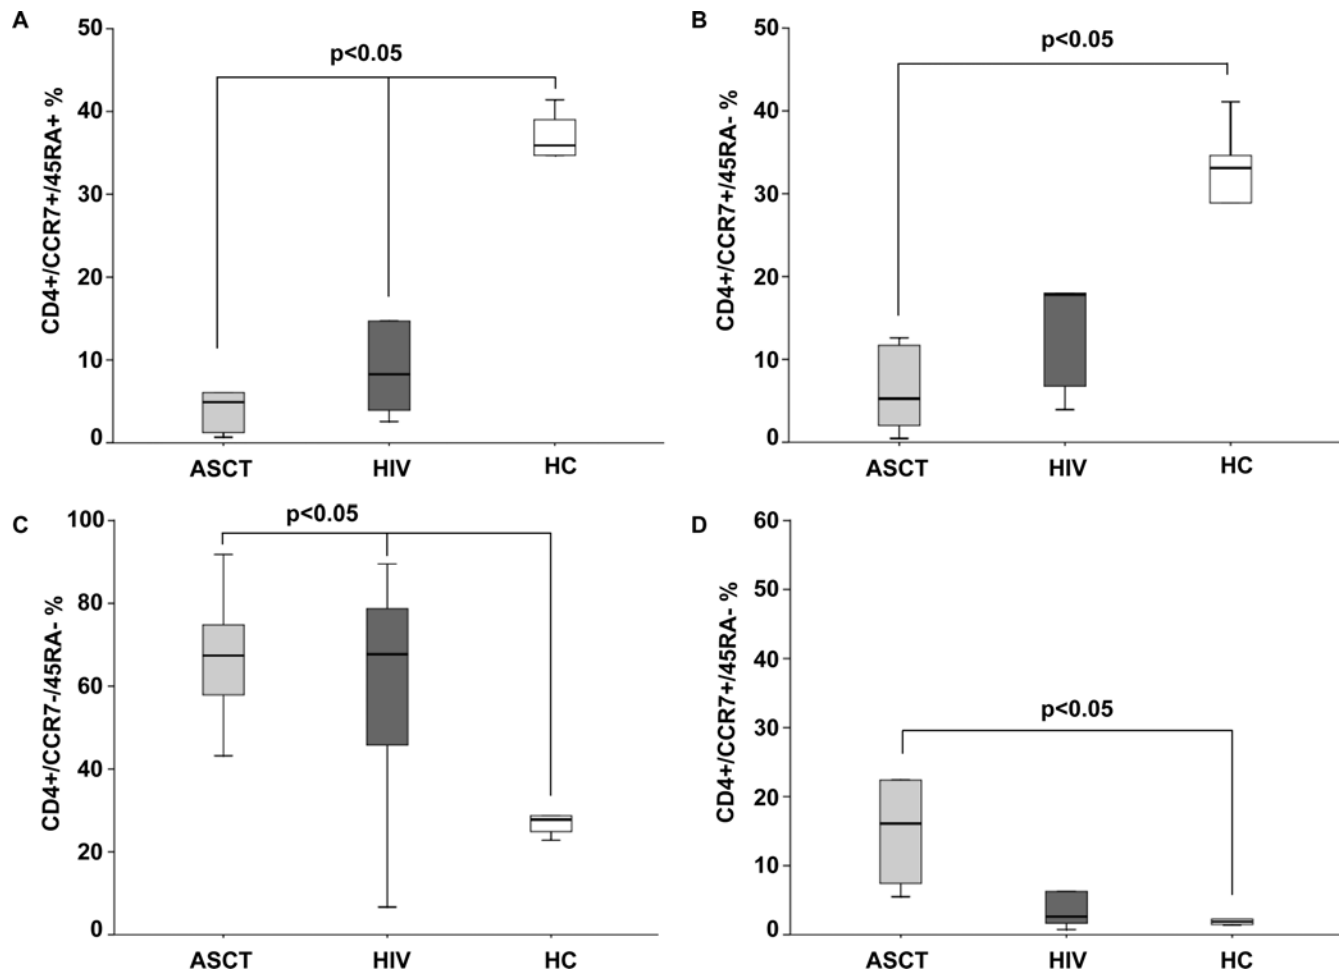 A
CD4+/CCR7+/45RA+ %
50
40
30
20
10
0
p<0.05
ASCT HIV HC
B
CD4+/CCR7+/45RA- %
50
40
30
20
10
0
p<0.05
ASCT HIV HC
C
CD4+/CCR7-/45RA- %
100
80
60
40
20
0
p<0.05
ASCT HIV HC
D
CD4+/CCR7+/45RA- %
60
50
40
30
20
10
0
p<0.05
ASCT HIV HC